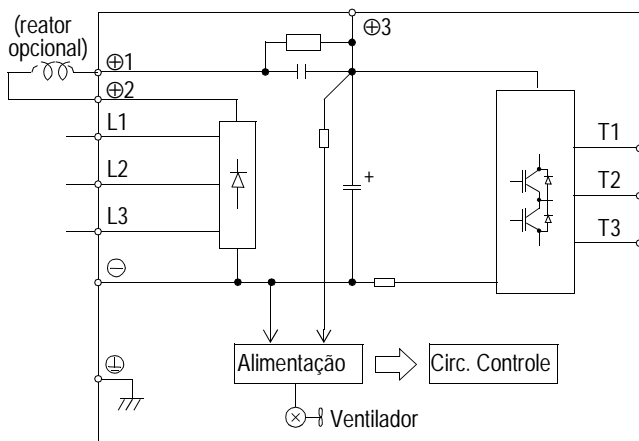 (reator
opcional)
⊕1
⊕2
⊕3
L1
L2
L3
⊖
T1
T2
T3
+
Alimentação
Circ. Controle
Ventilador